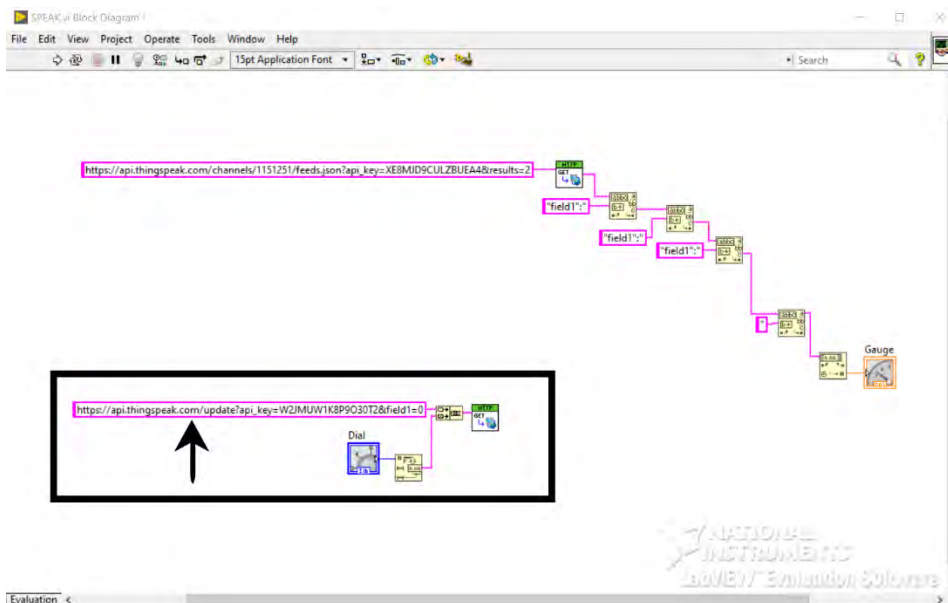 SPEAK.vi Block Diagram
File Edit View Project Operate Tools Window Help
15pt Application Font
Search
https://api.thingspeak.com/channels/1151251/feeds.json?api_key=XE8MJD9CULZBUEA4&results=2
HTTP
GET
"field1":"
"field1":"
"field1":"
"
Gauge
https://api.thingspeak.com/update?api_key=W2JMUW1K8P9O30T2&field1=0
HTTP
GET
Dial
NATIONAL
INSTRUMENTS
LabVIEW Evaluation Software
Evaluation